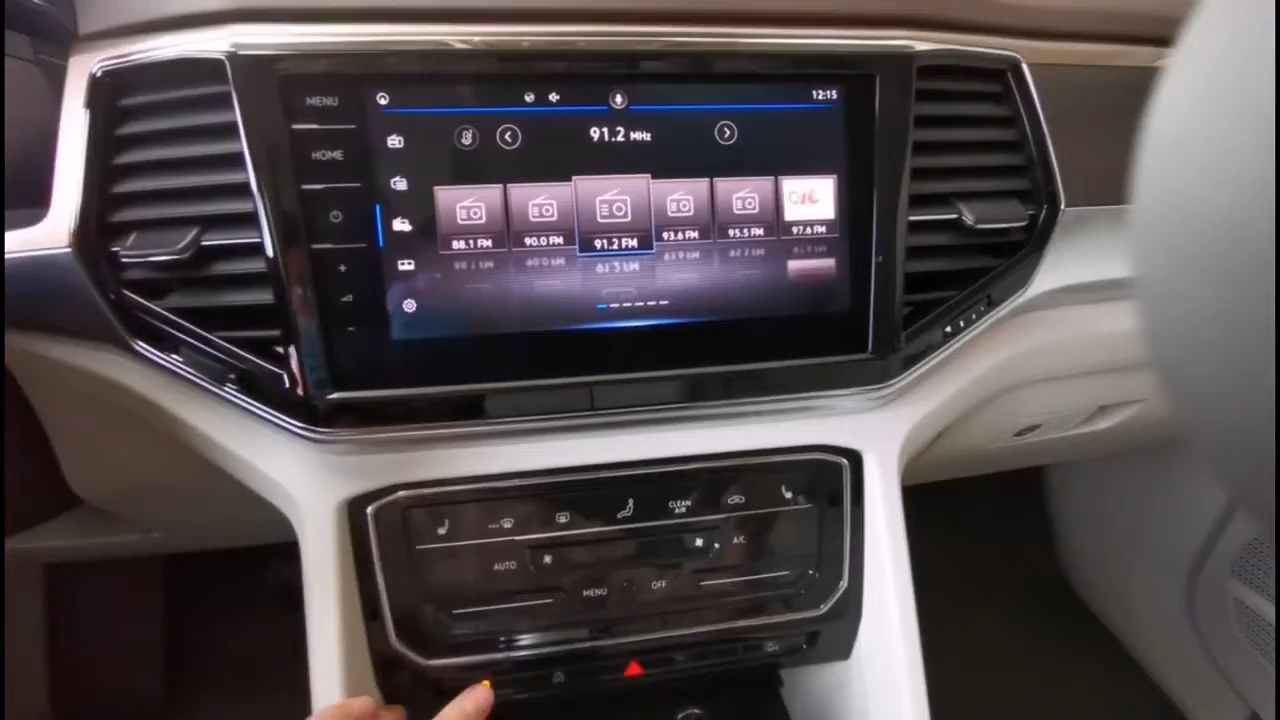 MENU
HOME
12:15
91.2 MHz
88.1 FM
90.0 FM
91.2 FM
93.6 FM
95.5 FM
97.6 FM
CLEAN
AIR
AUTO
A/C
MENU
OFF